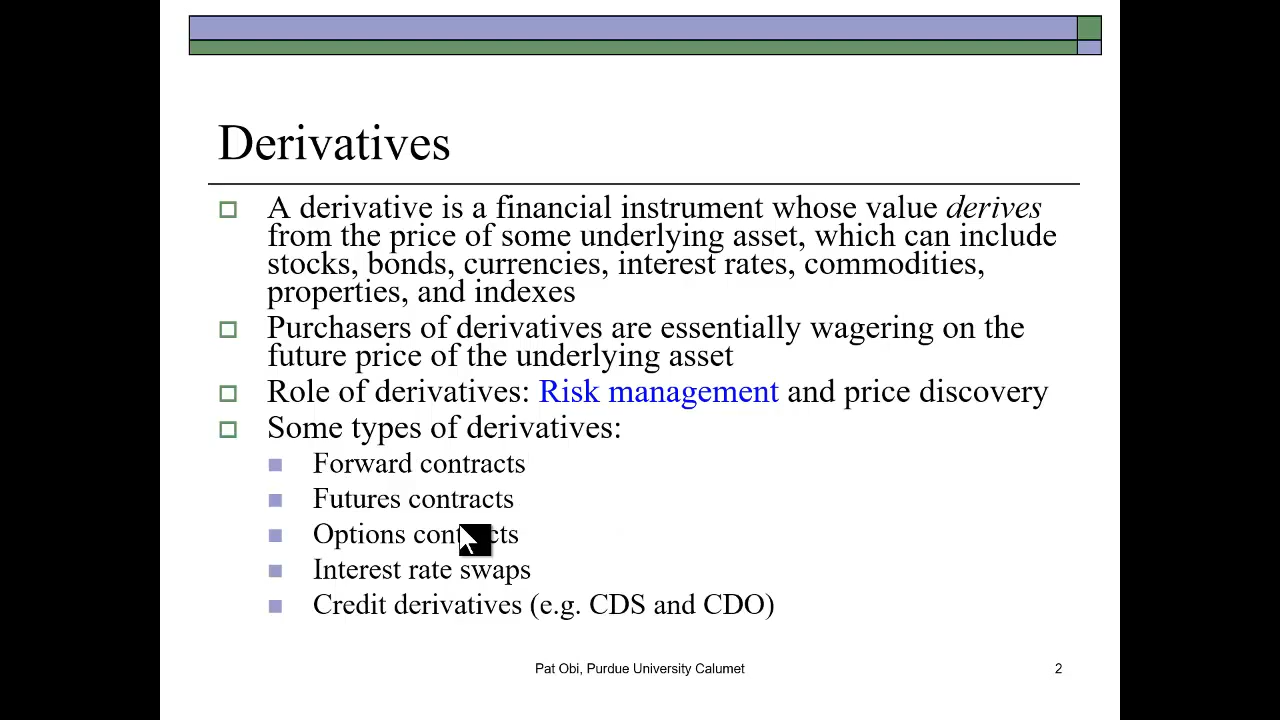 Derivatives
A derivative is a financial instrument whose value derives
from the price of some underlying asset, which can include
stocks, bonds, currencies, interest rates, commodities,
properties, and indexes
Purchasers of derivatives are essentially wagering on the
future price of the underlying asset
Role of derivatives: Risk management and price discovery
Some types of derivatives:
Forward contracts
Futures contracts
Options contracts
Interest rate swaps
Credit derivatives (e.g. CDS and CDO)
Pat Obi, Purdue University Calumet
2